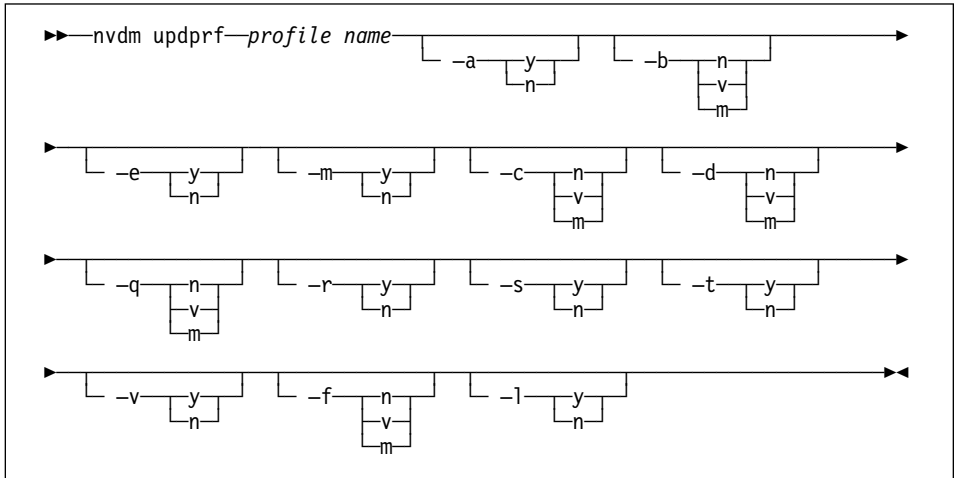 nvdm updprf profile name –a y –b n
n v
m
–e y –m y –c n –d n
n n v v
m m
–q n –r y –s y –t y
v n n n
m
–v y –f n –l y
n v n
m